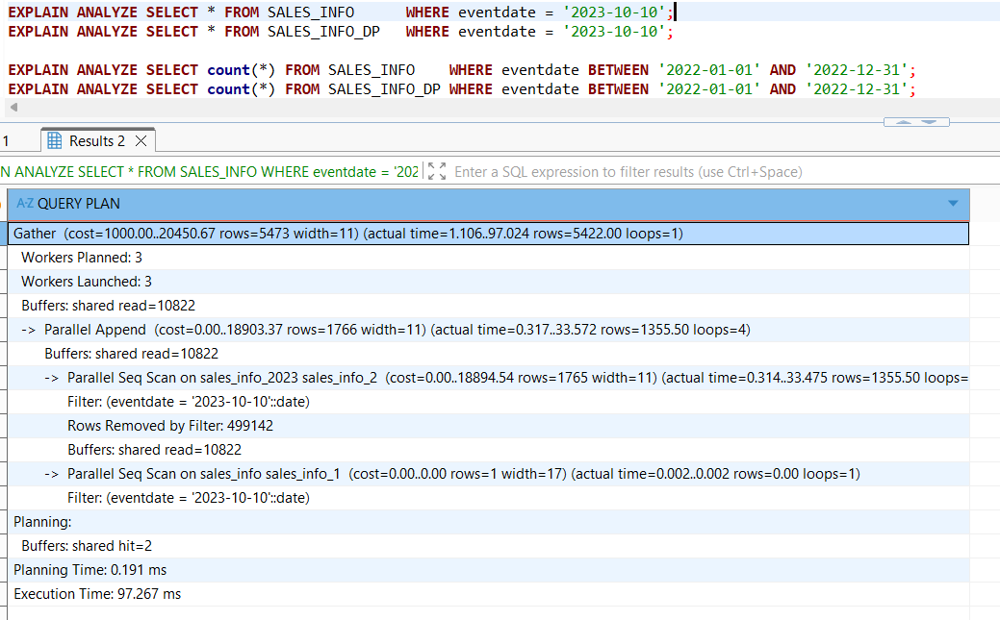 EXPLAIN ANALYZE SELECT * FROM SALES_INFO WHERE eventdate = '2023-10-10';
EXPLAIN ANALYZE SELECT * FROM SALES_INFO_DP WHERE eventdate = '2023-10-10';
EXPLAIN ANALYZE SELECT count(*) FROM SALES_INFO WHERE eventdate BETWEEN '2022-01-01' AND '2022-12-31';
EXPLAIN ANALYZE SELECT count(*) FROM SALES_INFO_DP WHERE eventdate BETWEEN '2022-01-01' AND '2022-12-31';
1 Results 2
N ANALYZE SELECT * FROM SALES_INFO WHERE eventdate = '202 Enter a SQL expression to filter results (use Ctrl+Space)
A-Z QUERY PLAN
Gather (cost=1000.00..20450.67 rows=5473 width=11) (actual time=1.106..97.024 rows=5422.00 loops=1)
Workers Planned: 3
Workers Launched: 3
Buffers: shared read=10822
-> Parallel Append (cost=0.00..18903.37 rows=1766 width=11) (actual time=0.317..33.572 rows=1355.50 loops=4)
Buffers: shared read=10822
-> Parallel Seq Scan on sales_info_2023 sales_info_2 (cost=0.00..18894.54 rows=1765 width=11) (actual time=0.314..33.475 rows=1355.50 loops=
Filter: (eventdate = '2023-10-10'::date)
Rows Removed by Filter: 499142
Buffers: shared read=10822
-> Parallel Seq Scan on sales_info sales_info_1 (cost=0.00..0.00 rows=1 width=17) (actual time=0.002..0.002 rows=0.00 loops=1)
Filter: (eventdate = '2023-10-10'::date)
Planning:
Buffers: shared hit=2
Planning Time: 0.191 ms
Execution Time: 97.267 ms